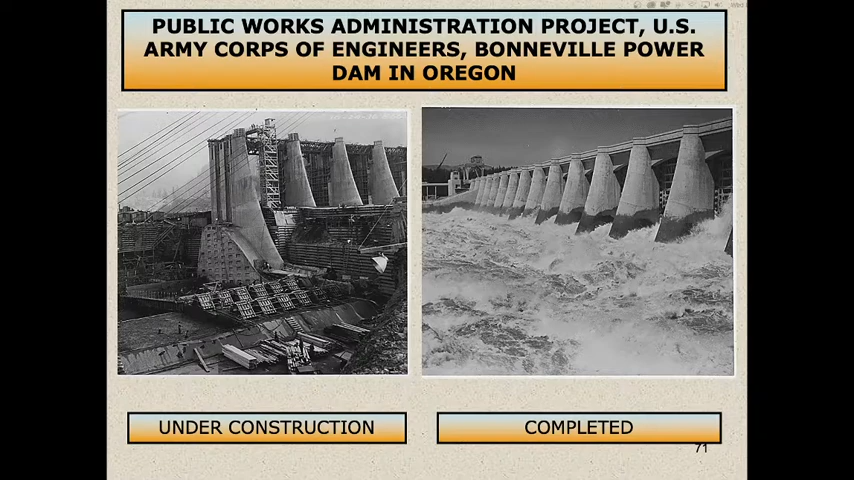 PUBLIC WORKS ADMINISTRATION PROJECT, U.S.
ARMY CORPS OF ENGINEERS, BONNEVILLE POWER
DAM IN OREGON
UNDER CONSTRUCTION
COMPLETED
71